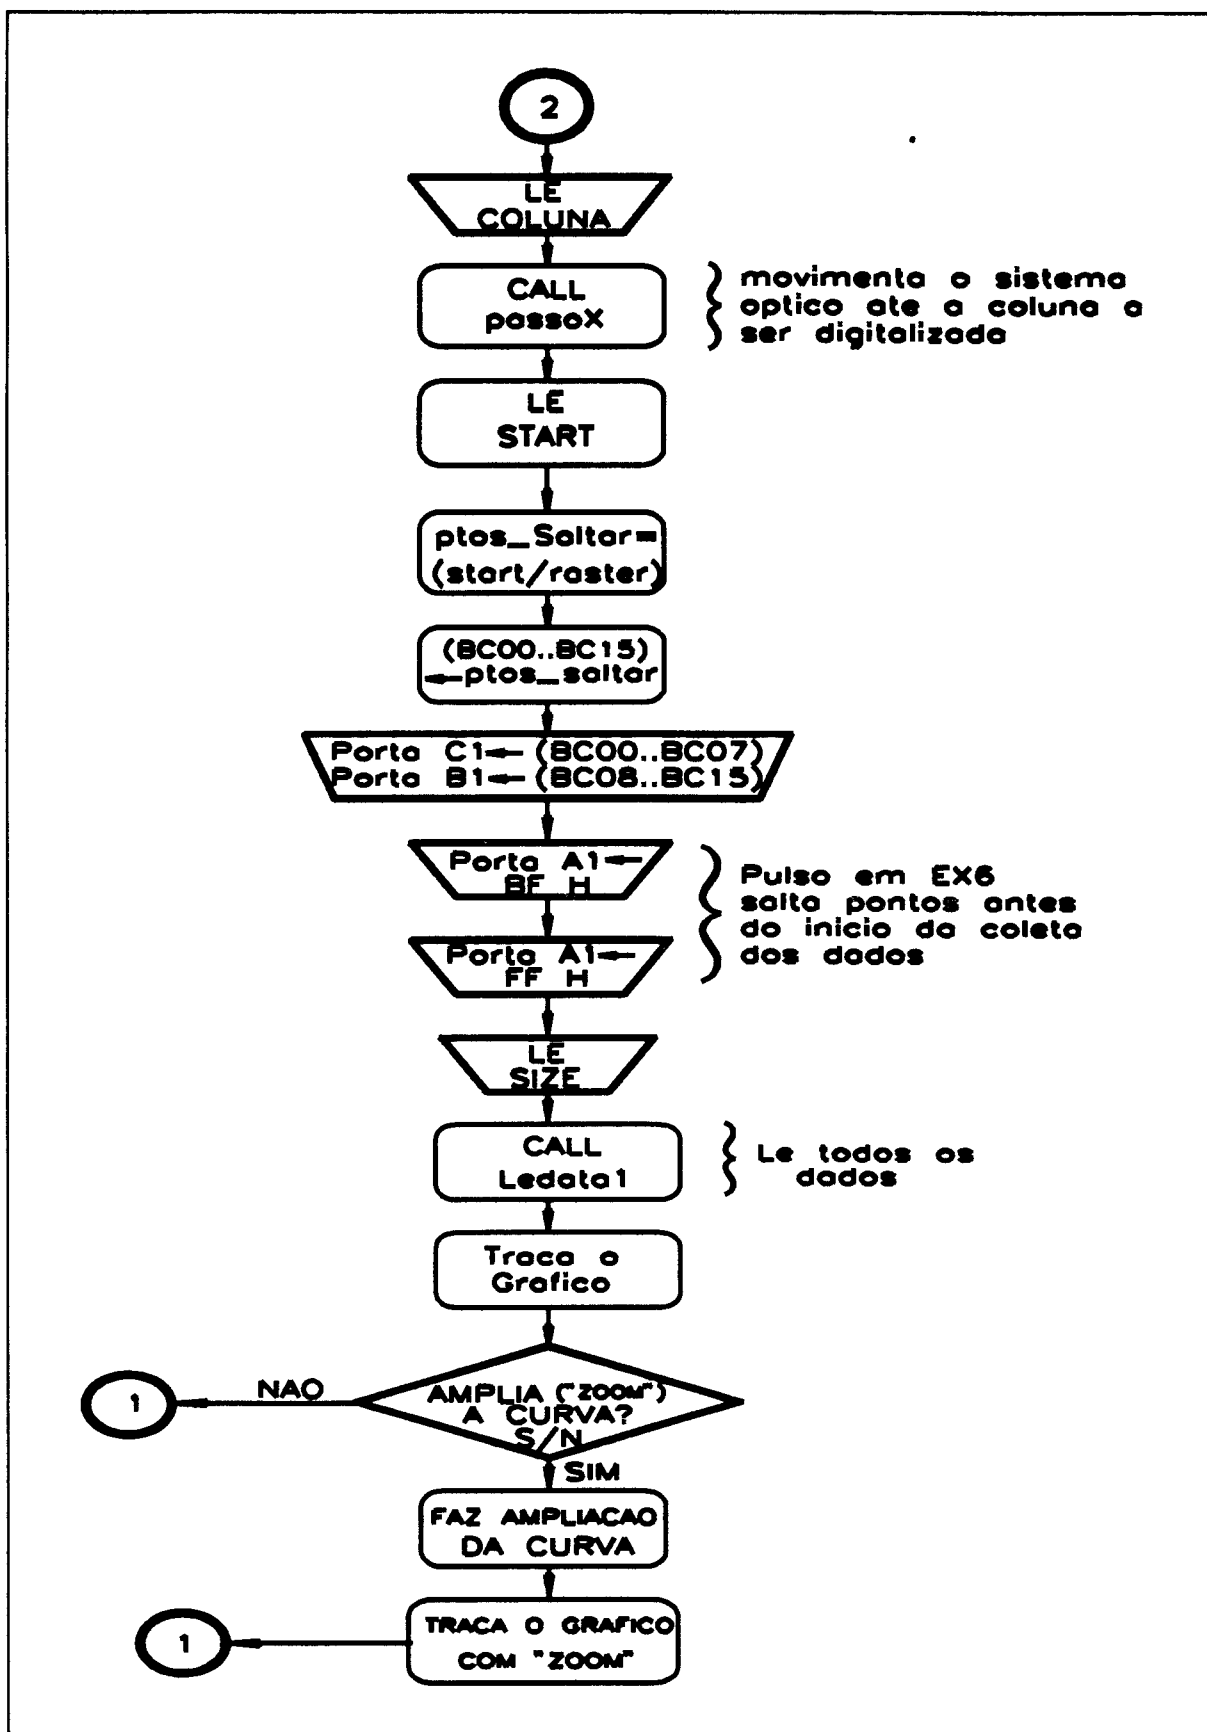 2
LE
COLUNA
CALL
passoX
movimenta o sistema
optico ate a coluna a
ser digitalizada
LE
START
ptos_Saltar=
(start/raster)
(BC00..BC15)
←ptos_saltar
Porta C1← (BC00..BC07)
Porta B1← (BC08..BC15)
Porta A1←
BF H
Porta A1←
FF H
Pulso em EX6
salta pontos antes
do inicio da coleta
dos dados
LE
SIZE
CALL
Ledata1
Le todos os
dados
Traca o
Grafico
AMPLIA ("ZOOM")
A CURVA?
S/N
NAO
1
SIM
FAZ AMPLIACAO
DA CURVA
TRACA O GRAFICO
COM "ZOOM"
1